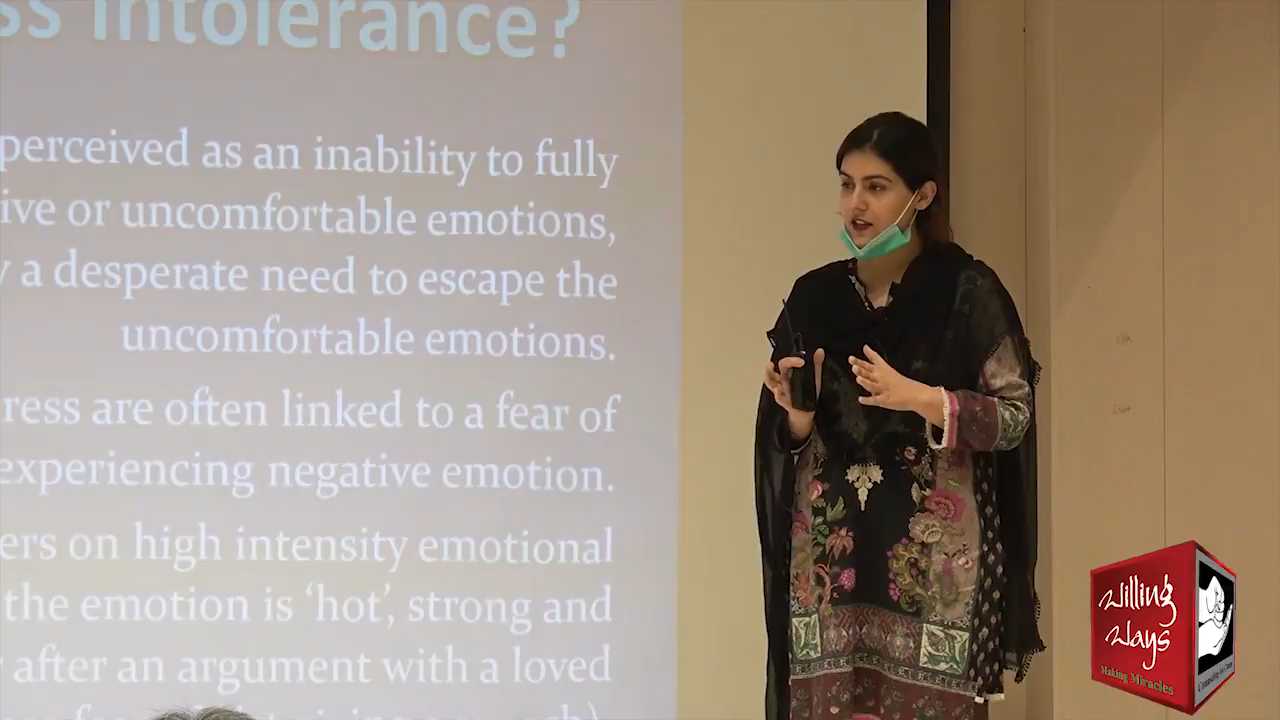 ss Intolerance?
perceived as an inability to fully
ive or uncomfortable emotions,
y a desperate need to escape the
uncomfortable emotions.
ress are often linked to a fear of
experiencing negative emotion.
ers on high intensity emotional
the emotion is ‘hot’, strong and
after an argument with a loved
Willing
Ways
Making Miracles